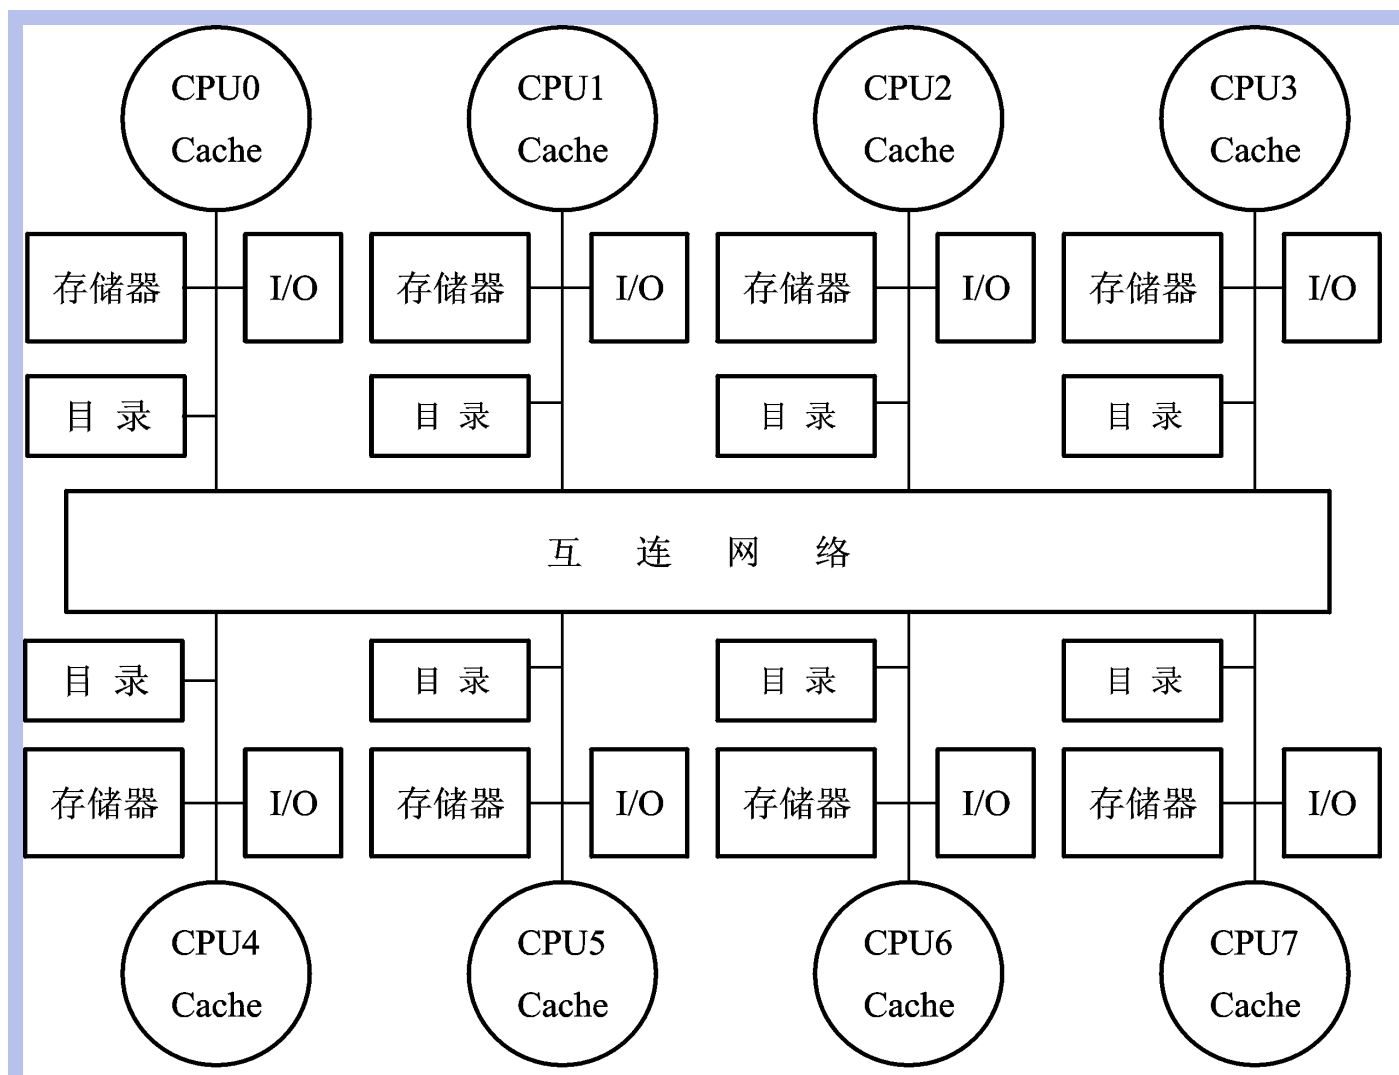 CPU0 CPU1 CPU2 CPU3
Cache Cache Cache Cache
存储器 I/O 存储器 I/O 存储器 I/O 存储器 I/O
目 录 目 录 目 录 目 录
互 连 网 络
目 录 目 录 目 录 目 录
存储器 I/O 存储器 I/O 存储器 I/O 存储器 I/O
CPU4 CPU5 CPU6 CPU7
Cache Cache Cache Cache